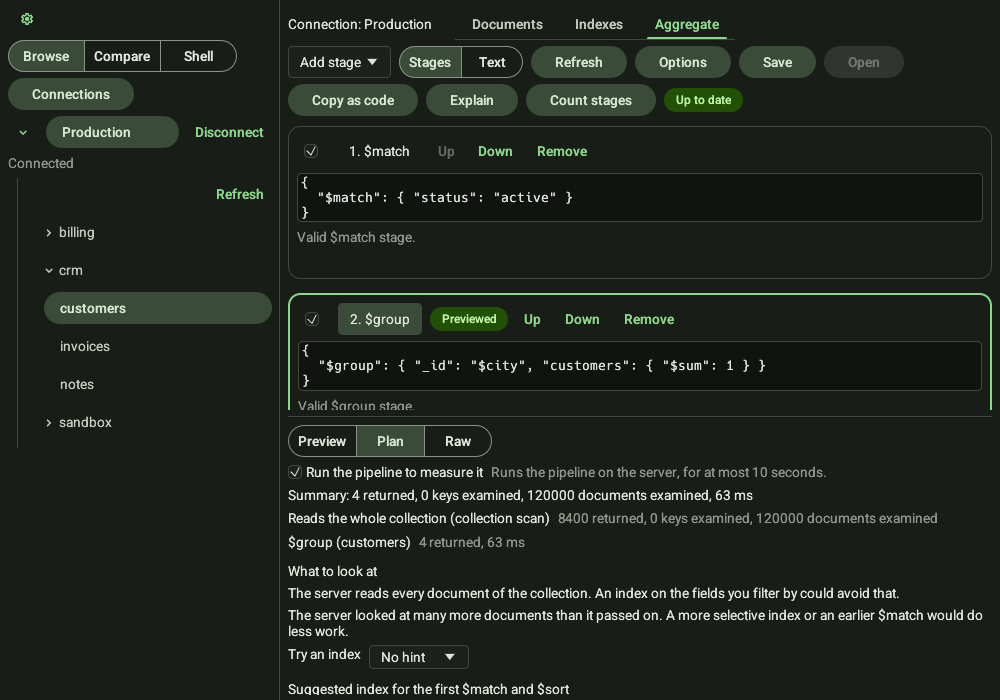 Connection: Production
Documents
Indexes
Aggregate
Browse
Compare
Shell
Connections
Production
Disconnect
Connected
Refresh
billing
crm
customers
invoices
notes
sandbox
Add stage
Stages
Text
Refresh
Options
Save
Open
Copy as code
Explain
Count stages
Up to date
1. $match
Up
Down
Remove
{
"$match": { "status": "active" }
}
Valid $match stage.
2. $group
Previewed
Up
Down
Remove
{
"$group": { "_id": "$city", "customers": { "$sum": 1 } }
}
Valid $group stage.
Preview
Plan
Raw
Run the pipeline to measure it Runs the pipeline on the server, for at most 10 seconds.
Summary: 4 returned, 0 keys examined, 120000 documents examined, 63 ms
Reads the whole collection (collection scan) 8400 returned, 0 keys examined, 120000 documents examined
$group (customers) 4 returned, 63 ms
What to look at
The server reads every document of the collection. An index on the fields you filter by could avoid that.
The server looked at many more documents than it passed on. A more selective index or an earlier $match would do
less work.
Try an index
No hint
Suggested index for the first $match and $sort